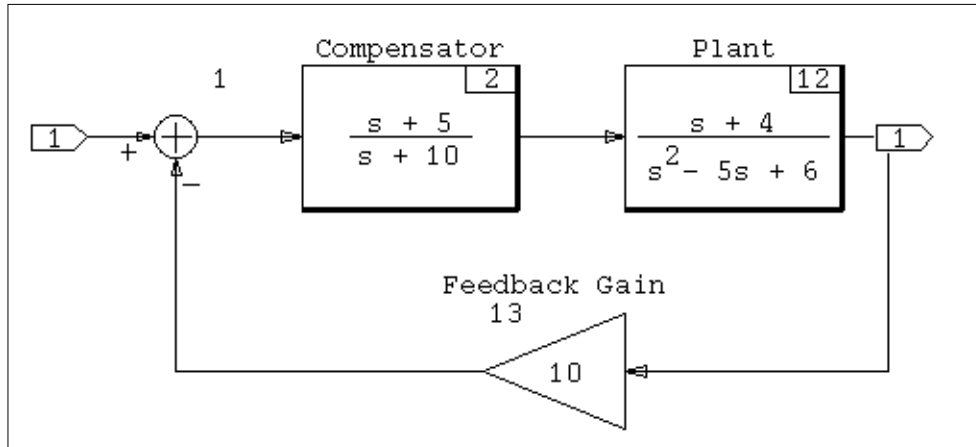 Compensator
Plant
1
2
12
1
+
s + 5
s + 10
s + 4
s² - 5s + 6
1
−
Feedback Gain
13
10